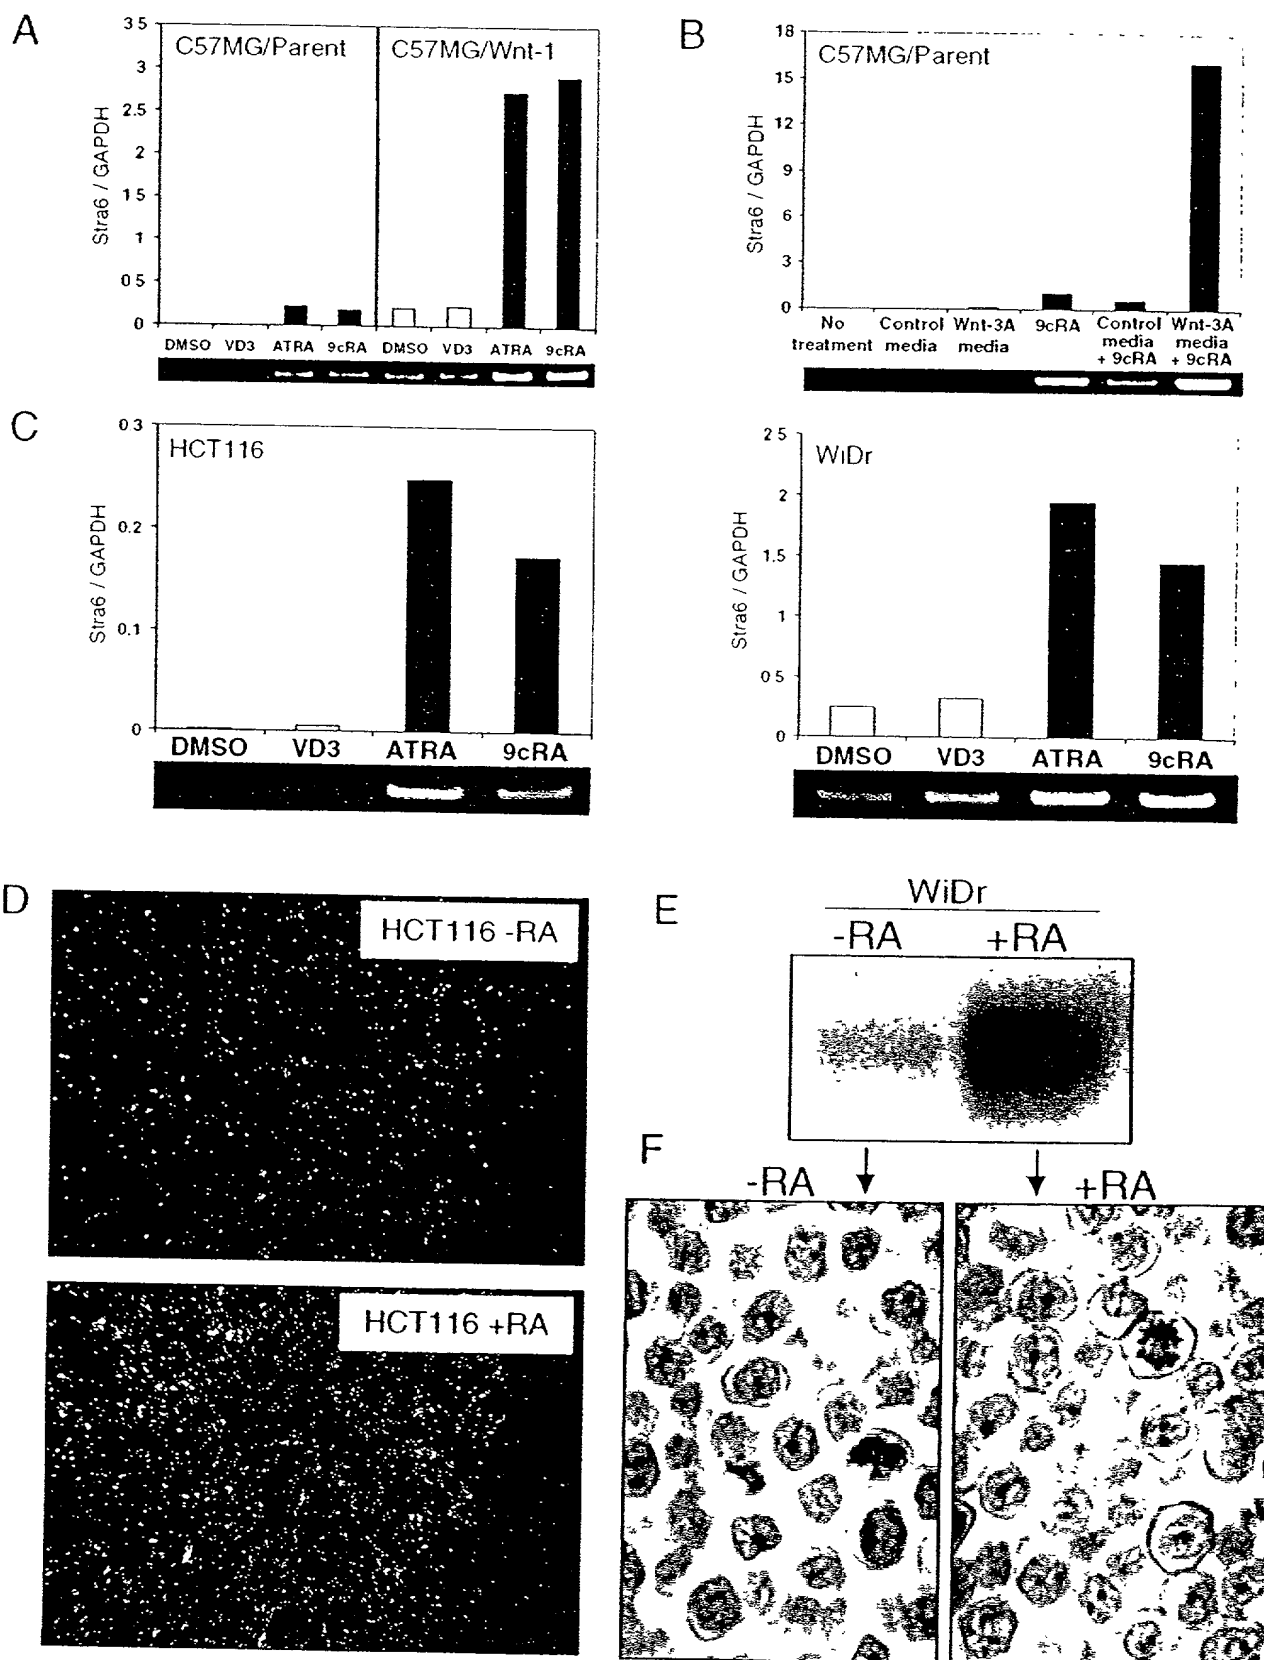 A
C57MG/Parent
C57MG/Wnt-1
Stra6 / GAPDH
3 5
3
2.5
2
1 5
1
0 5
0
DMSO VD3 ATRA 9cRA DMSO VD3 ATRA 9cRA
B
C57MG/Parent
Stra6 / GAPDH
18
15
12
9
6
3
0
No treatment
Control media
Wnt-3A media
9cRA
Control media + 9cRA
Wnt-3A media + 9cRA
C
HCT116
Stra6 / GAPDH
0.3
0.2
0.1
0
DMSO VD3 ATRA 9cRA
WiDr
Stra6 / GAPDH
2 5
2
1.5
1
0 5
0
DMSO VD3 ATRA 9cRA
D
HCT116 -RA
HCT116 +RA
E
WiDr
-RA +RA
F
-RA +RA